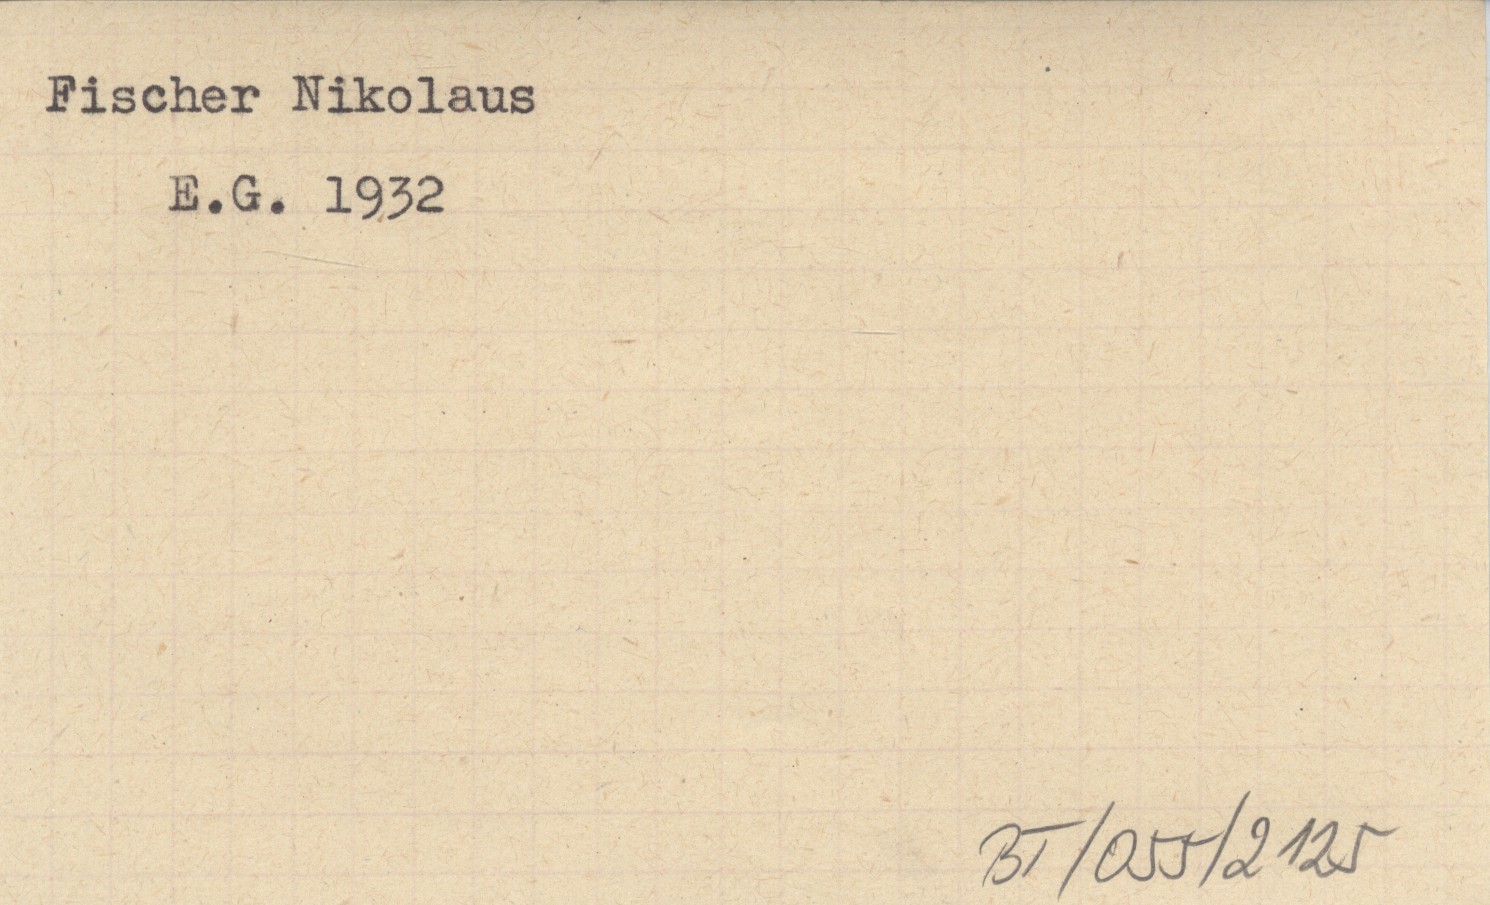 Fischer Nikolaus
E.G. 1932
BT/055/2125